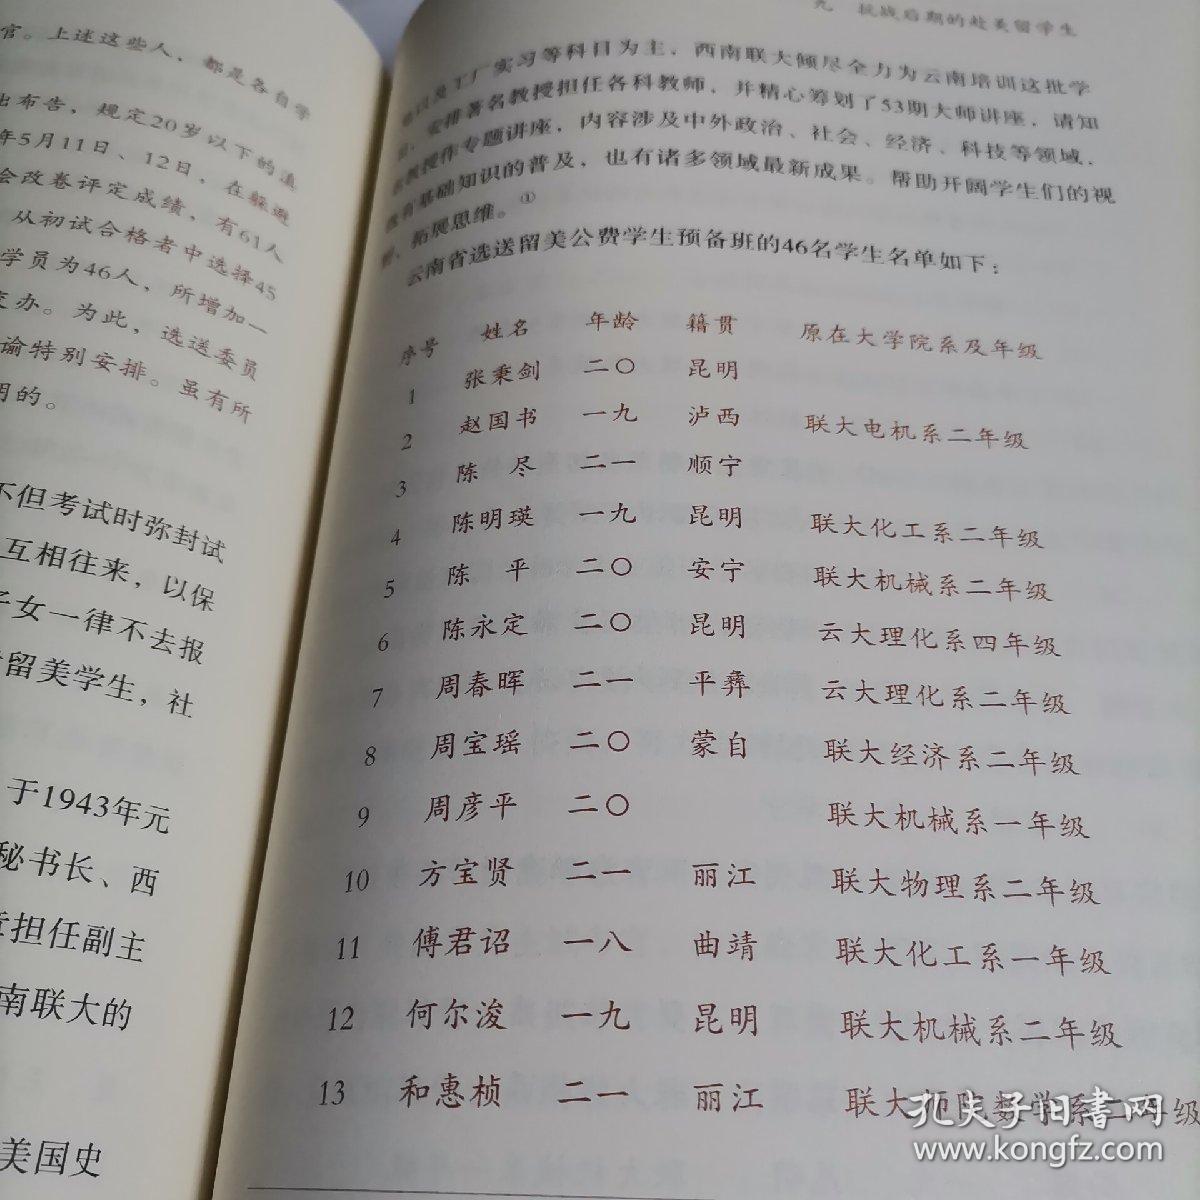 官。上述这些人，都是各自学
出布告，规定20岁以下的滇
年5月11日、12日，在躲避
会改卷评定成绩，有61人
从初试合格者中选择45
学员为46人，所增加一
交办。为此，选送委员
谕特别安排。虽有所
明的。
不但考试时弥封试
互相往来，以保
子女一律不去报
留美学生，社
于1943年元
秘书长、西
担任副主
南联大的
美国史
九 抗战后期的赴美留学生
以及工厂实习等科目为主，西南联大倾尽全力为云南培训这批学
，安排著名教授担任各科教师，并精心筹划了53期大师讲座，请知
名教授作专题讲座，内容涉及中外政治、社会、经济、科技等领域，
既有基础知识的普及，也有诸多领域最新成果。帮助开阔学生们的视
野、拓展思维。①
云南省选送留美公费学生预备班的46名学生名单如下：
序号 姓名 年龄 籍贯 原在大学院系及年级
1 张秉剑 二〇 昆明
2 赵国书 一九 泸西 联大电机系二年级
3 陈 尽 二一 顺宁
4 陈明瑛 一九 昆明 联大化工系二年级
5 陈 平 二〇 安宁 联大机械系二年级
6 陈永定 二〇 昆明 云大理化系四年级
7 周春晖 二一 平彝 云大理化系二年级
8 周宝瑶 二〇 蒙自 联大经济系二年级
9 周彦平 二〇 联大机械系一年级
10 方宝贤 二一 丽江 联大物理系二年级
11 傅君诏 一八 曲靖 联大化工系一年级
12 何尔浚 一九 昆明 联大机械系二年级
13 和惠桢 二一 丽江 联大师院数学系二年级
孔夫子旧书网
www.kongfz.com